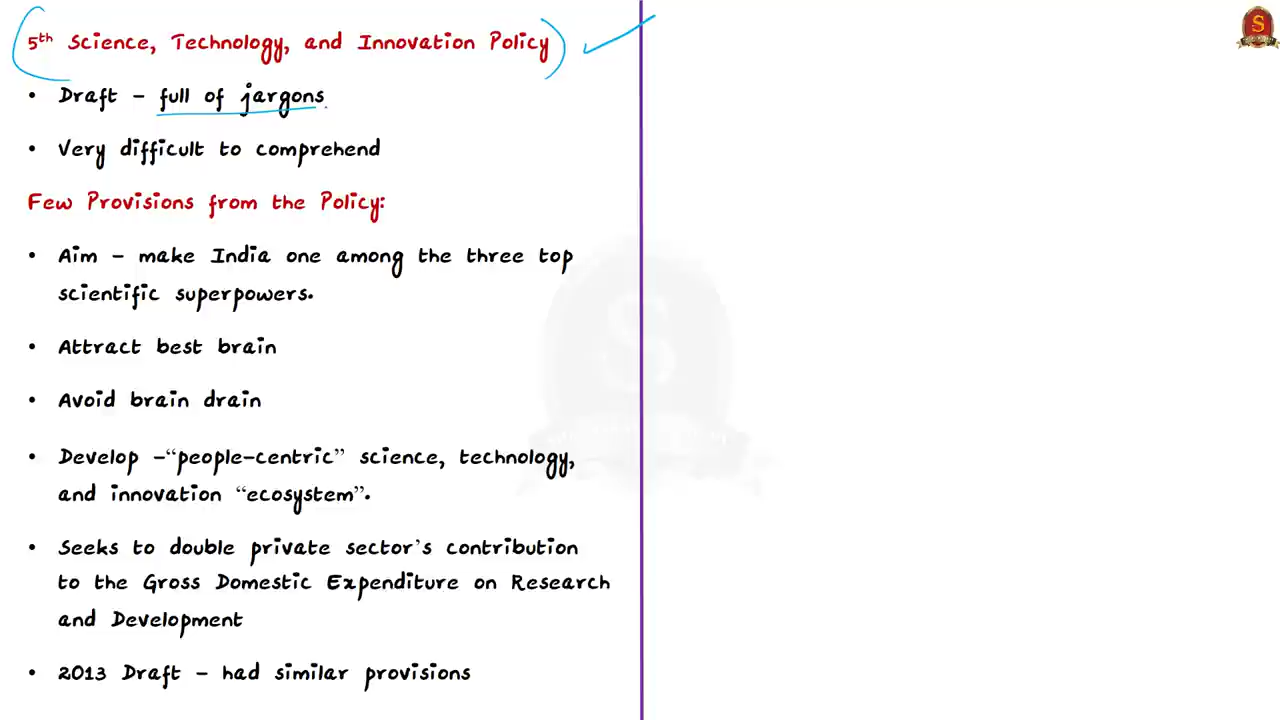 5th Science, Technology, and Innovation Policy
• Draft – full of jargons
• Very difficult to comprehend
Few Provisions from the Policy:
• Aim – make India one among the three top
scientific superpowers.
• Attract best brain
• Avoid brain drain
• Develop –“people-centric” science, technology,
and innovation “ecosystem”.
• Seeks to double private sector’s contribution
to the Gross Domestic Expenditure on Research
and Development
• 2013 Draft – had similar provisions
S